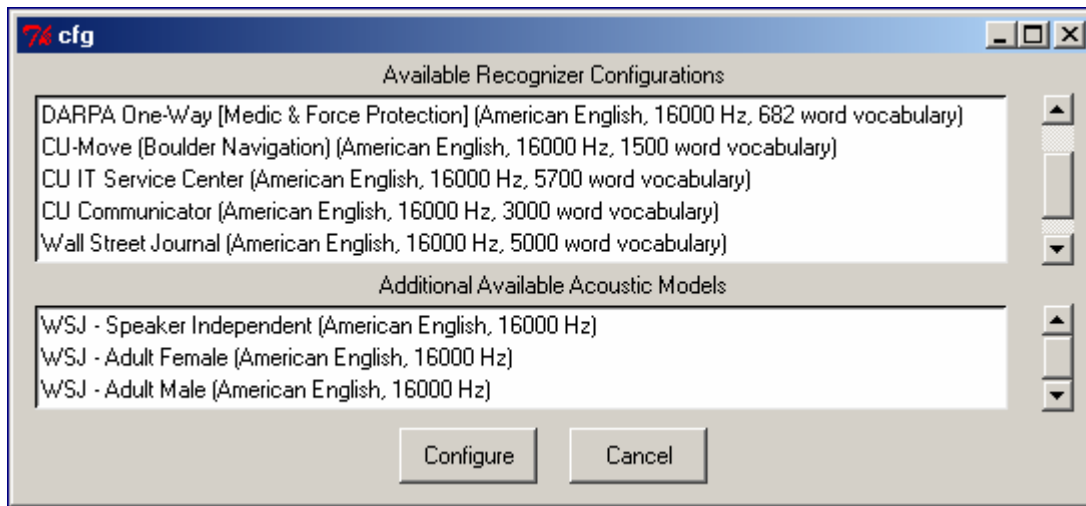 cfg
Available Recognizer Configurations
DARPA One-Way [Medic & Force Protection] (American English, 16000 Hz, 682 word vocabulary)
CU-Move (Boulder Navigation) (American English, 16000 Hz, 1500 word vocabulary)
CU IT Service Center (American English, 16000 Hz, 5700 word vocabulary)
CU Communicator (American English, 16000 Hz, 3000 word vocabulary)
Wall Street Journal (American English, 16000 Hz, 5000 word vocabulary)
Additional Available Acoustic Models
WSJ - Speaker Independent (American English, 16000 Hz)
WSJ - Adult Female (American English, 16000 Hz)
WSJ - Adult Male (American English, 16000 Hz)
Configure Cancel